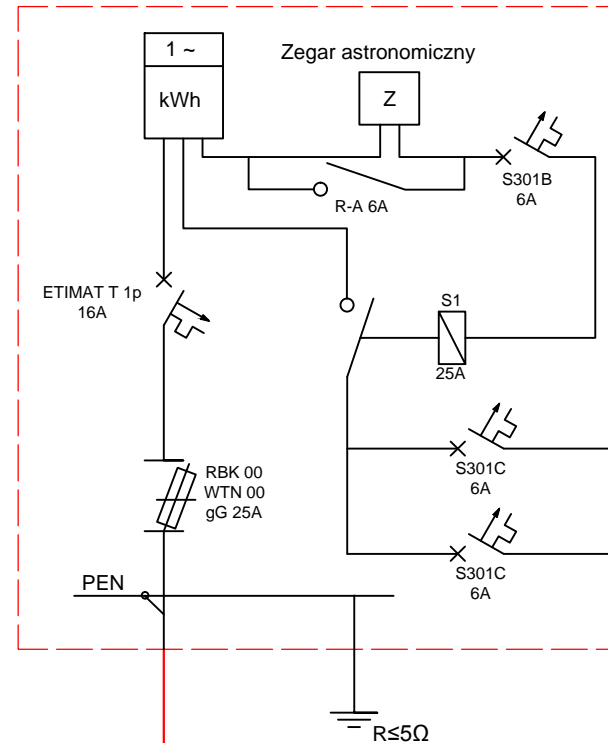 1 ~
kWh
Zegar astronomiczny
Z
R-A 6A
S301B
6A
ETIMAT T 1p
16A
S1
25A
RBK 00
WTN 00
gG 25A
S301C
6A
S301C
6A
PEN
R≤5Ω